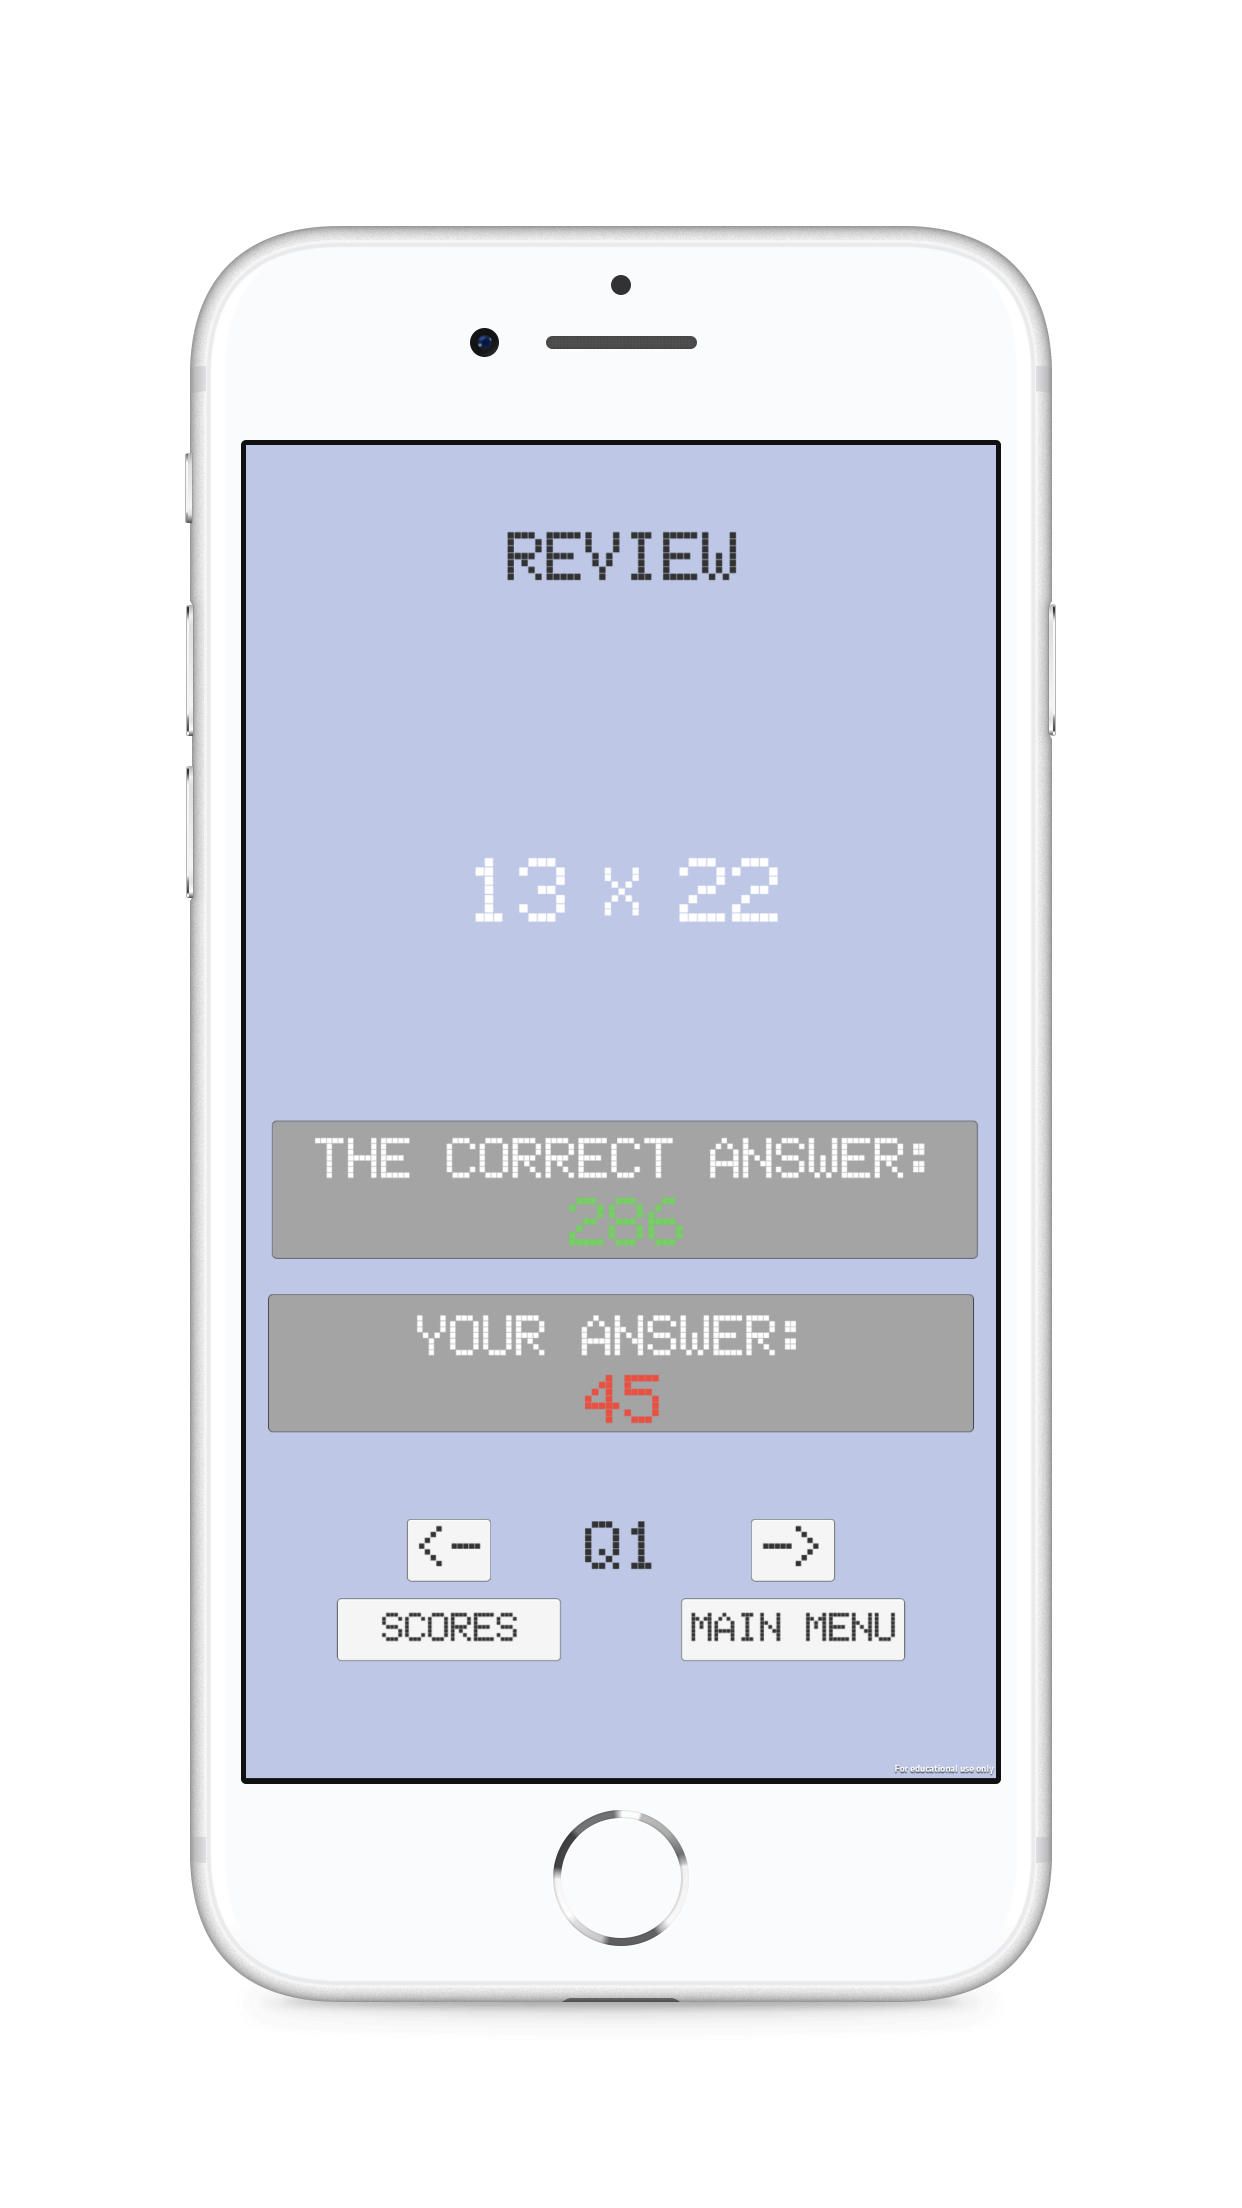 REVIEW
13 x 22
THE CORRECT ANSWER:
286
YOUR ANSWER:
45
<- Q1 ->
SCORES MAIN MENU
For educational use only